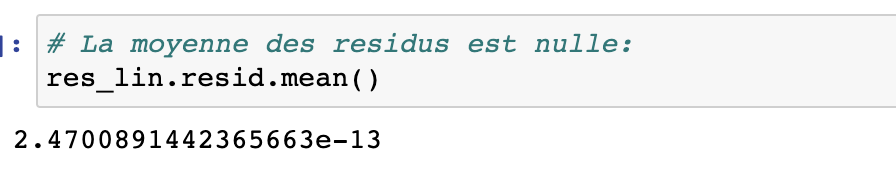 ]:
# La moyenne des residus est nulle:
res_lin.resid.mean()
2.4700891442365663e-13